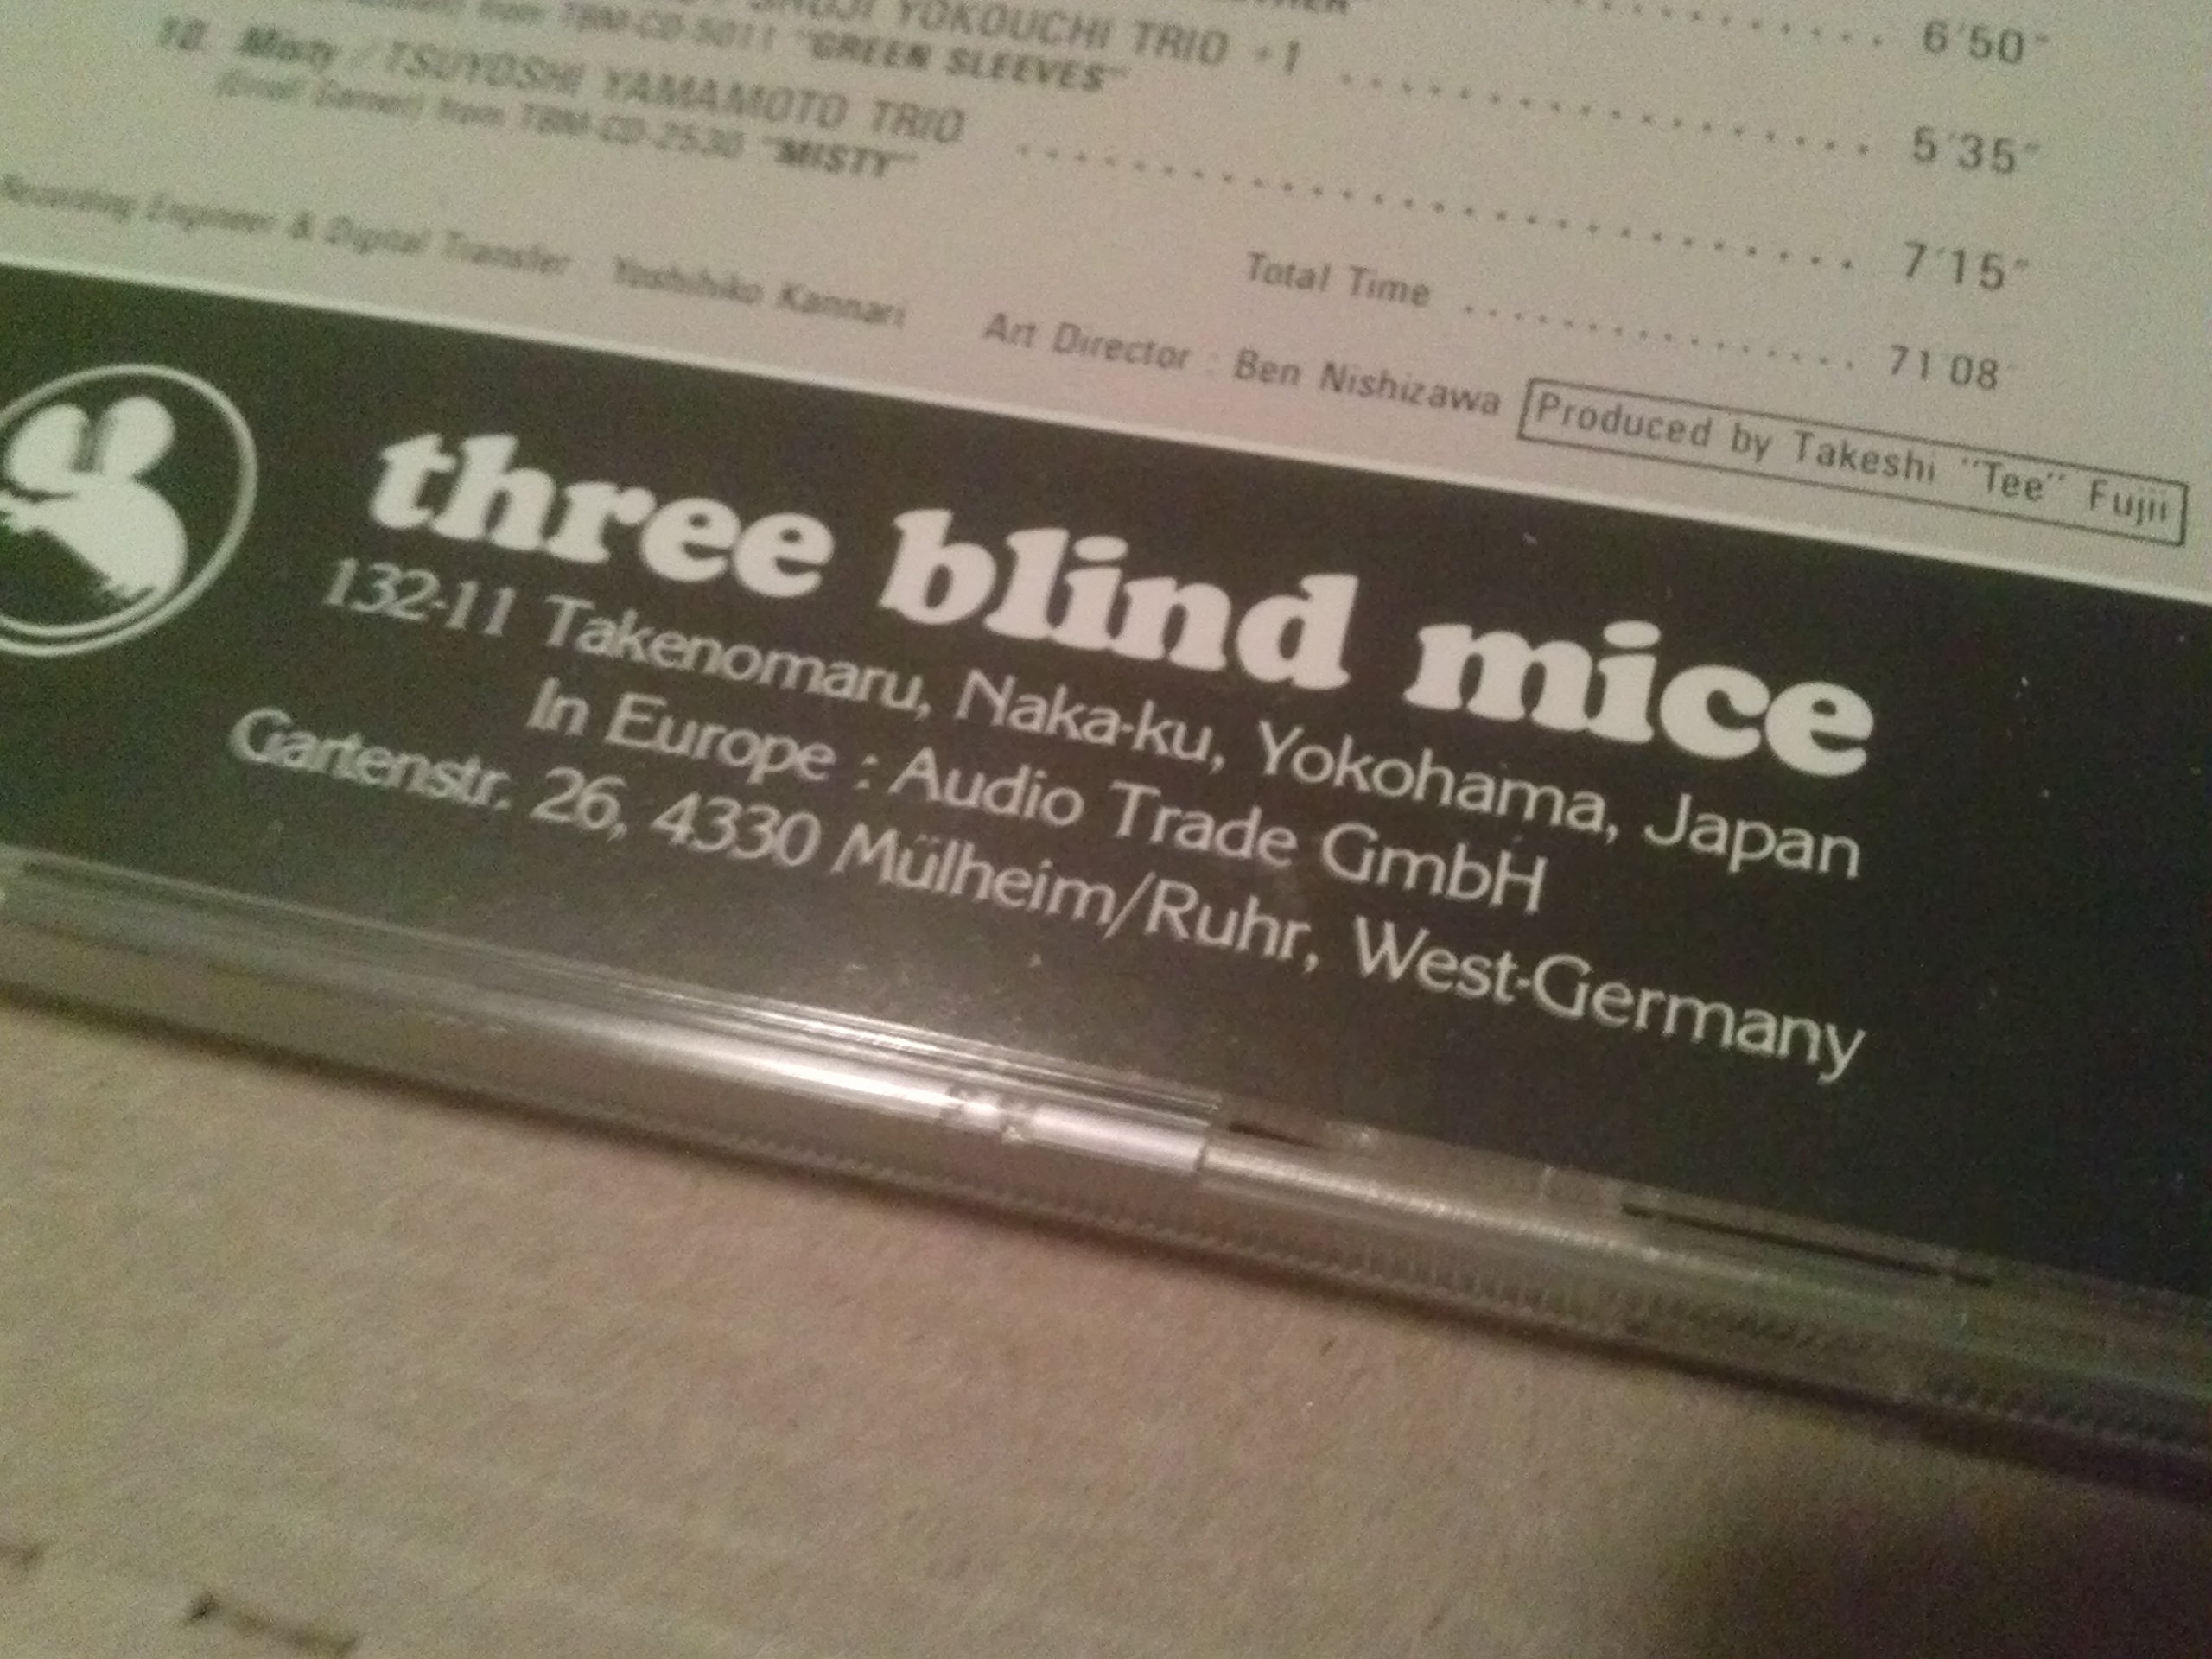 6'50"
SHOJI YOKOUCHI TRIO +1 .................. 5'35"
from TBM-CD-5011 "GREEN SLEEVES"
10. Misty / TSUYOSHI YAMAMOTO TRIO .................. 7'15"
(Erroll Garner) from TBM-CD-2530 "MISTY"
Total Time .................. 71'08
Recording Engineer & Digital Transfer : Yoshihiko Kannari Art Director : Ben Nishizawa Produced by Takeshi "Tee" Fujii
three blind mice
132-11 Takenomaru, Naka-ku, Yokohama, Japan
In Europe : Audio Trade GmbH
Gartenstr. 26, 4330 Mülheim/Ruhr, West-Germany